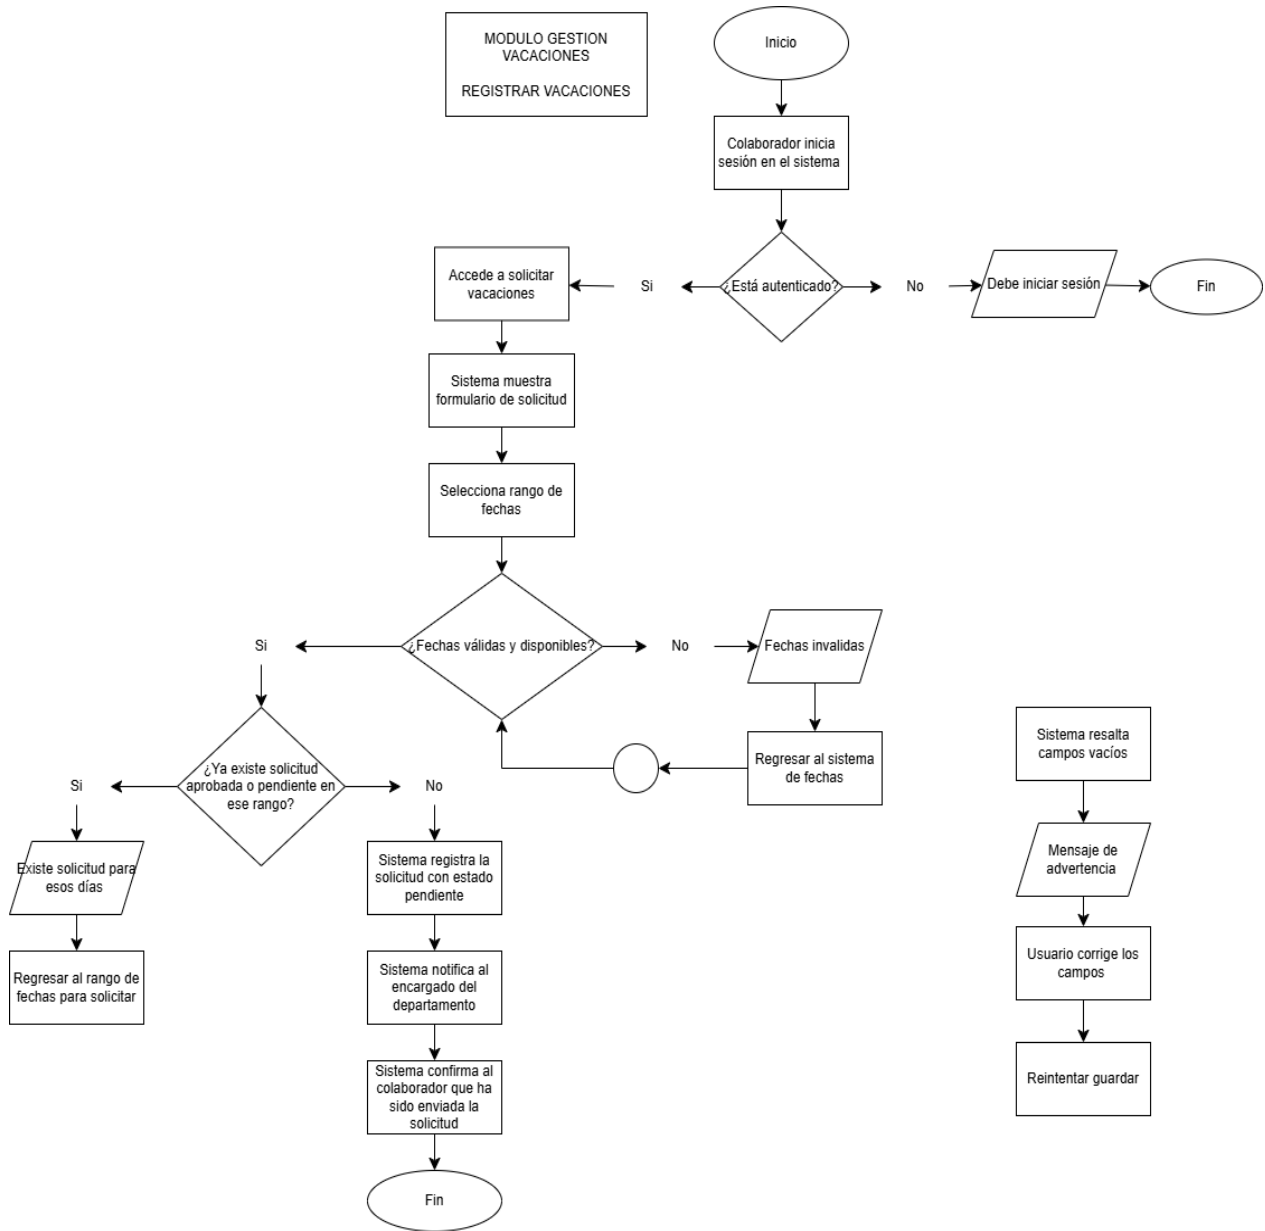 MODULO GESTION
VACACIONES
REGISTRAR VACACIONES
Inicio
Colaborador inicia
sesión en el sistema
¿Está autenticado?
Si
No
Debe iniciar sesión
Fin
Accede a solicitar
vacaciones
Sistema muestra
formulario de solicitud
Selecciona rango de
fechas
¿Fechas válidas y disponibles?
Si
No
Fechas invalidas
Regresar al sistema
de fechas
¿Ya existe solicitud
aprobada o pendiente en
ese rango?
Si
No
Existe solicitud para
esos días
Regresar al rango de
fechas para solicitar
Sistema registra la
solicitud con estado
pendiente
Sistema notifica al
encargado del
departamento
Sistema confirma al
colaborador que ha
sido enviada la
solicitud
Fin
Sistema resalta
campos vacíos
Mensaje de
advertencia
Usuario corrige los
campos
Reintentar guardar